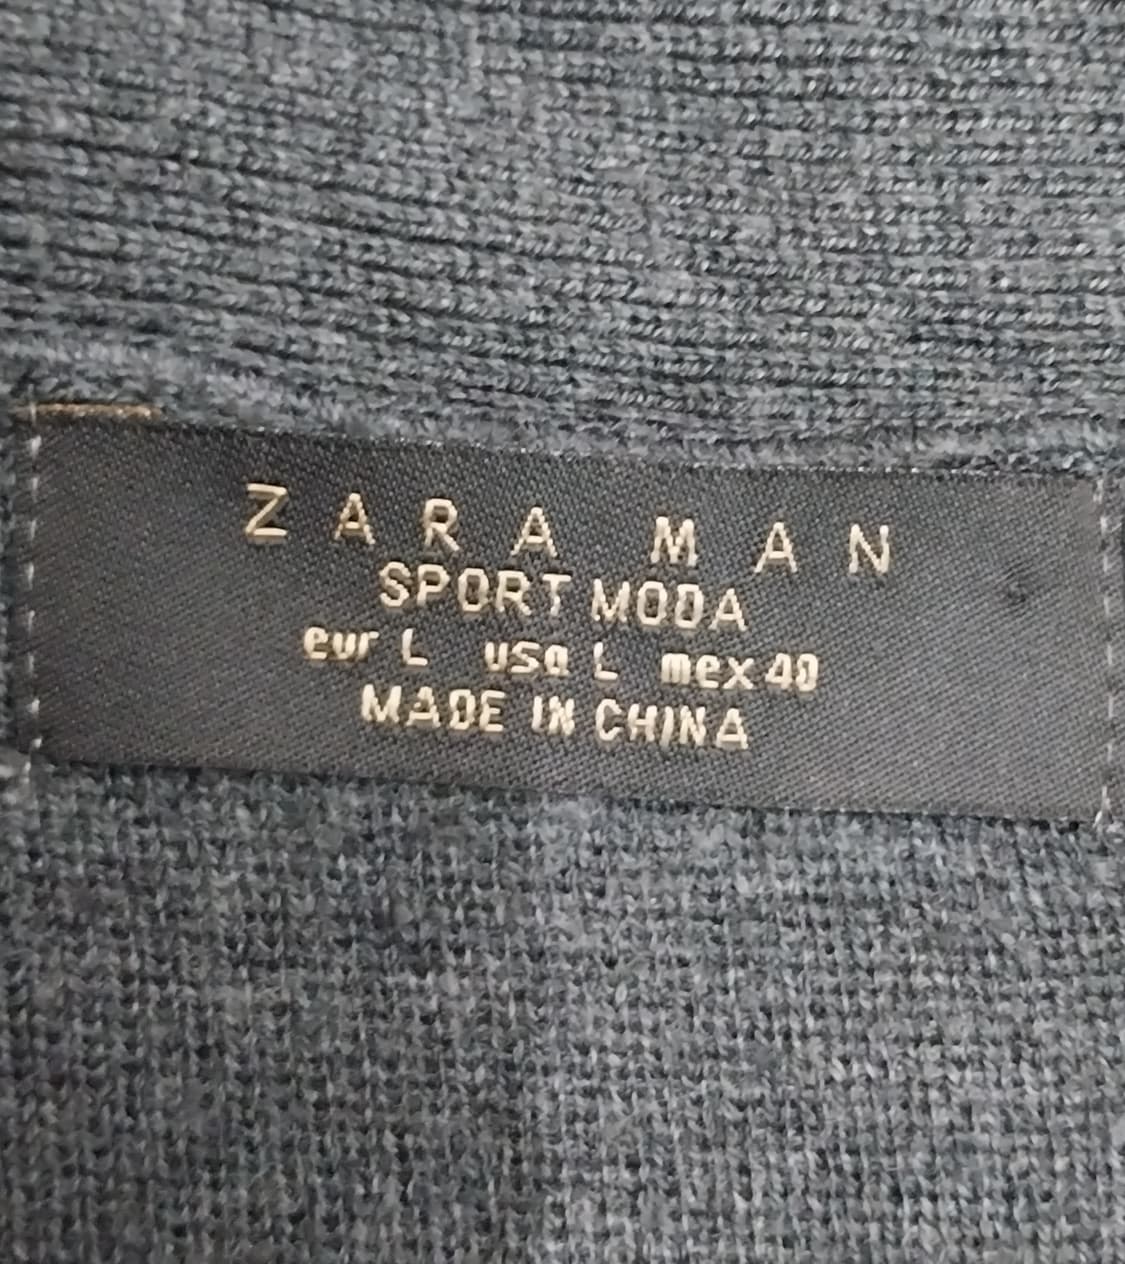 ZARA MAN
SPORT MODA
eur L usa L mex 40
MADE IN CHINA